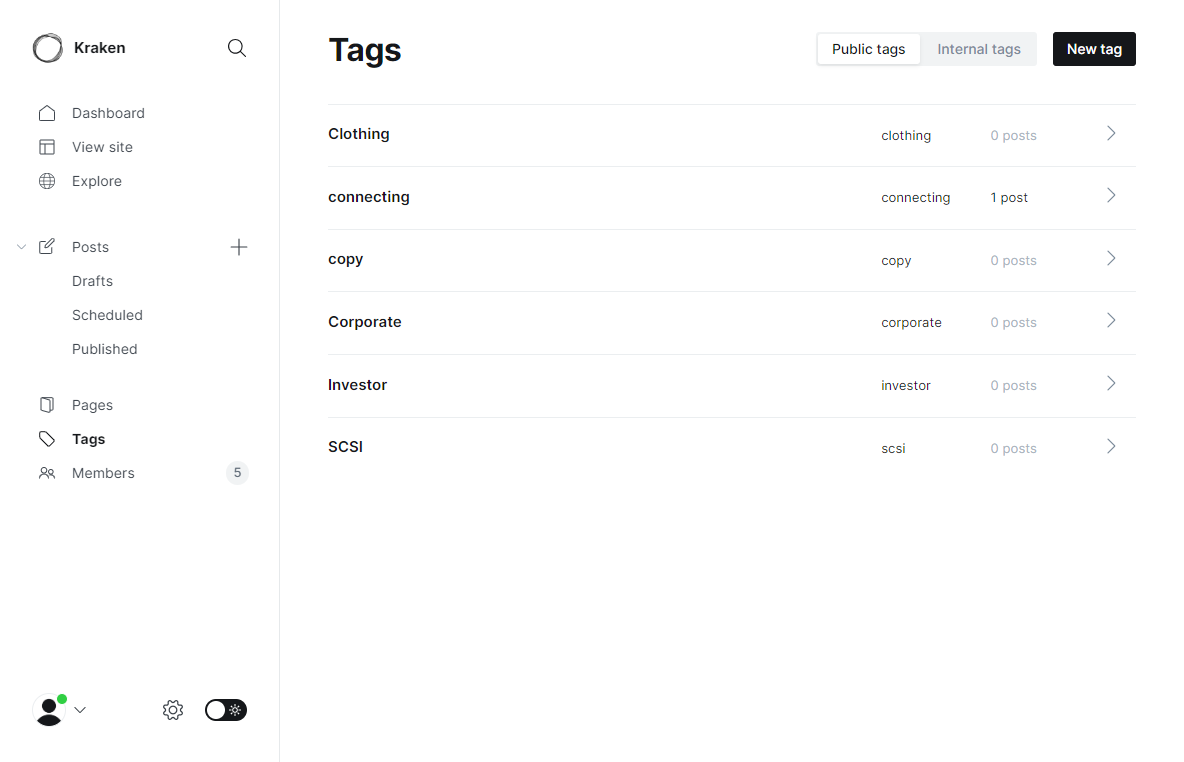 Kraken
Dashboard
View site
Explore
Posts
Drafts
Scheduled
Published
Pages
Tags
Members 5
Tags
Public tags Internal tags New tag
Clothing clothing 0 posts
connecting connecting 1 post
copy copy 0 posts
Corporate corporate 0 posts
Investor investor 0 posts
SCSI scsi 0 posts